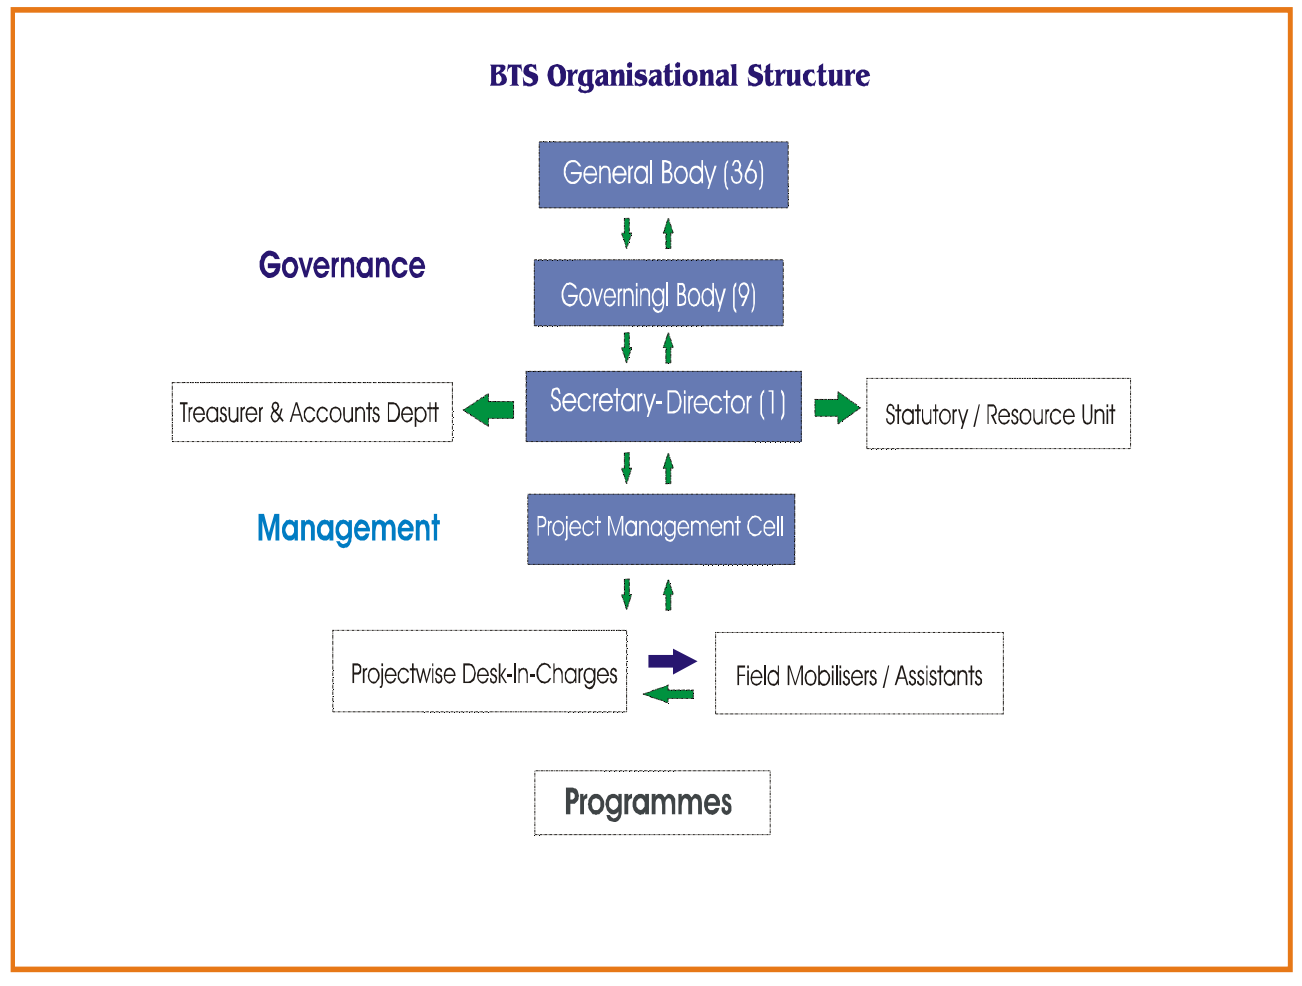 BTS Organisational Structure
General Body (36)
Governance
Governingl Body (9)
Treasurer & Accounts Deptt
Secretary-Director (1)
Statutory / Resource Unit
Management
Project Management Cell
Projectwise Desk-In-Charges
Field Mobilisers / Assistants
Programmes